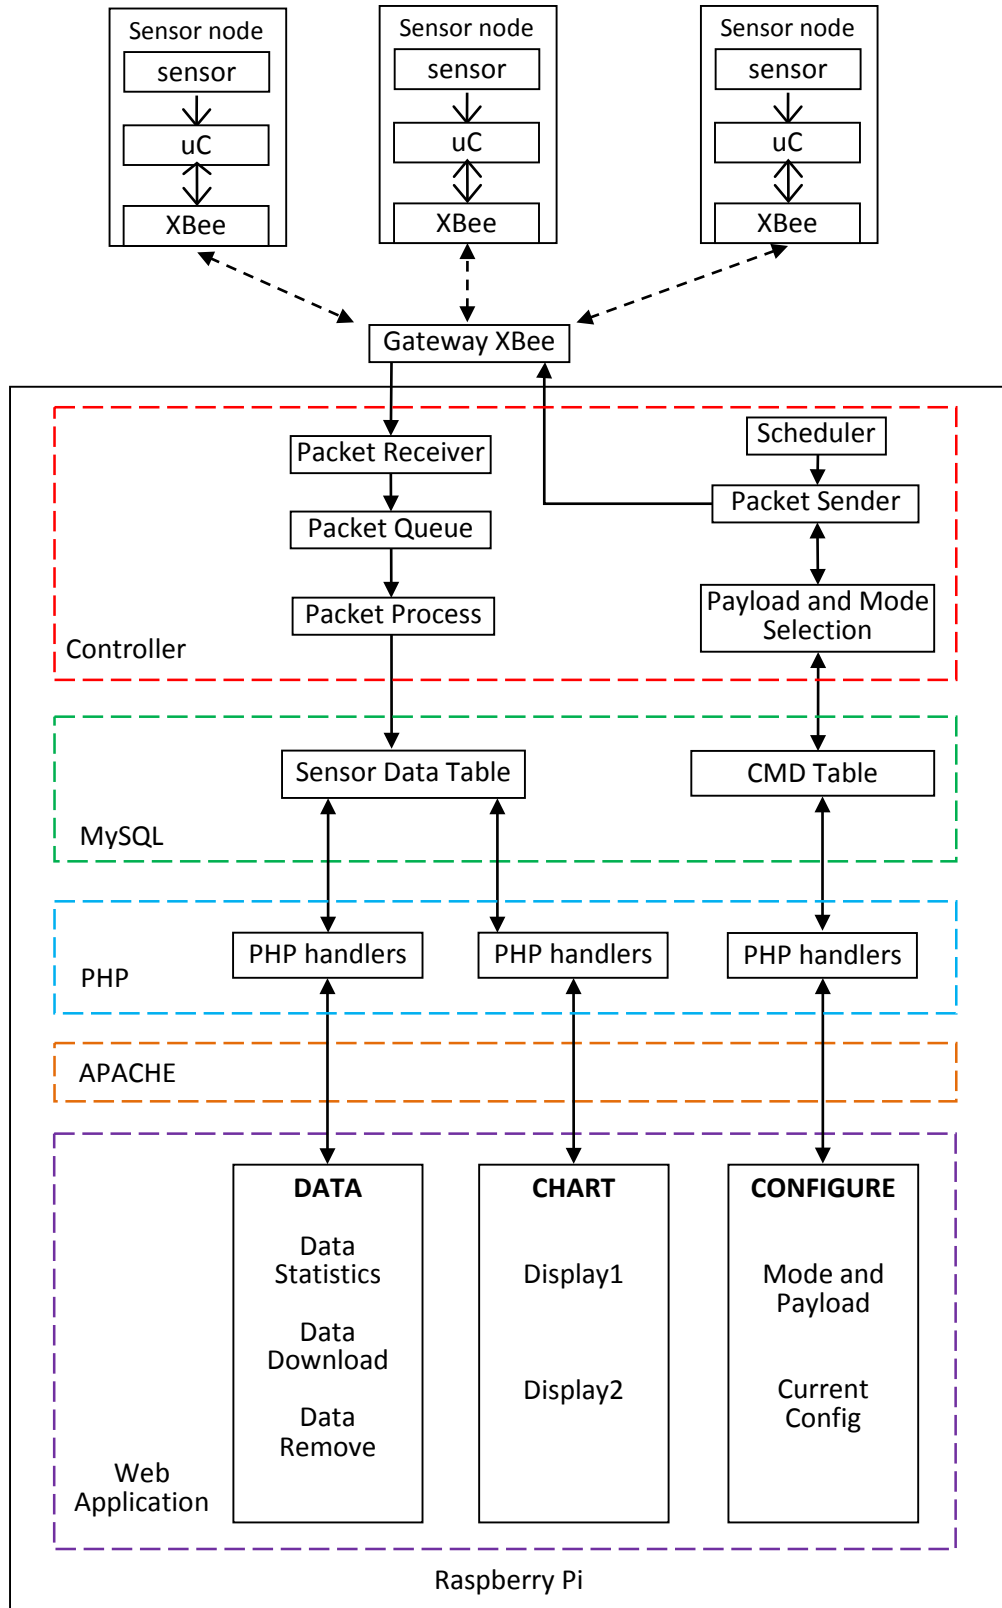 Sensor node
sensor
uC
XBee
Sensor node
sensor
uC
XBee
Sensor node
sensor
uC
XBee
Gateway XBee
Packet Receiver
Packet Queue
Packet Process
Scheduler
Packet Sender
Payload and Mode
Selection
Controller
Sensor Data Table
CMD Table
MySQL
PHP handlers
PHP handlers
PHP handlers
PHP
APACHE
DATA
Data
Statistics
Data
Download
Data
Remove
CHART
Display1
Display2
CONFIGURE
Mode and
Payload
Current
Config
Web
Application
Raspberry Pi